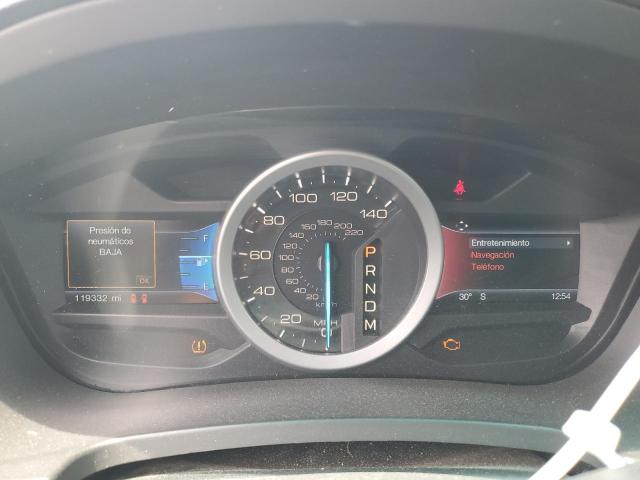 Presión de
neumáticos
BAJA
OK
F
E
119332 mi
0
20
40
60
80
100
120
140
20
40
60
80
100
120
140
160
180
200
220
km/h
MPH
P
R
N
D
M
Entretenimiento
Navegación
Teléfono
30° S
12:54